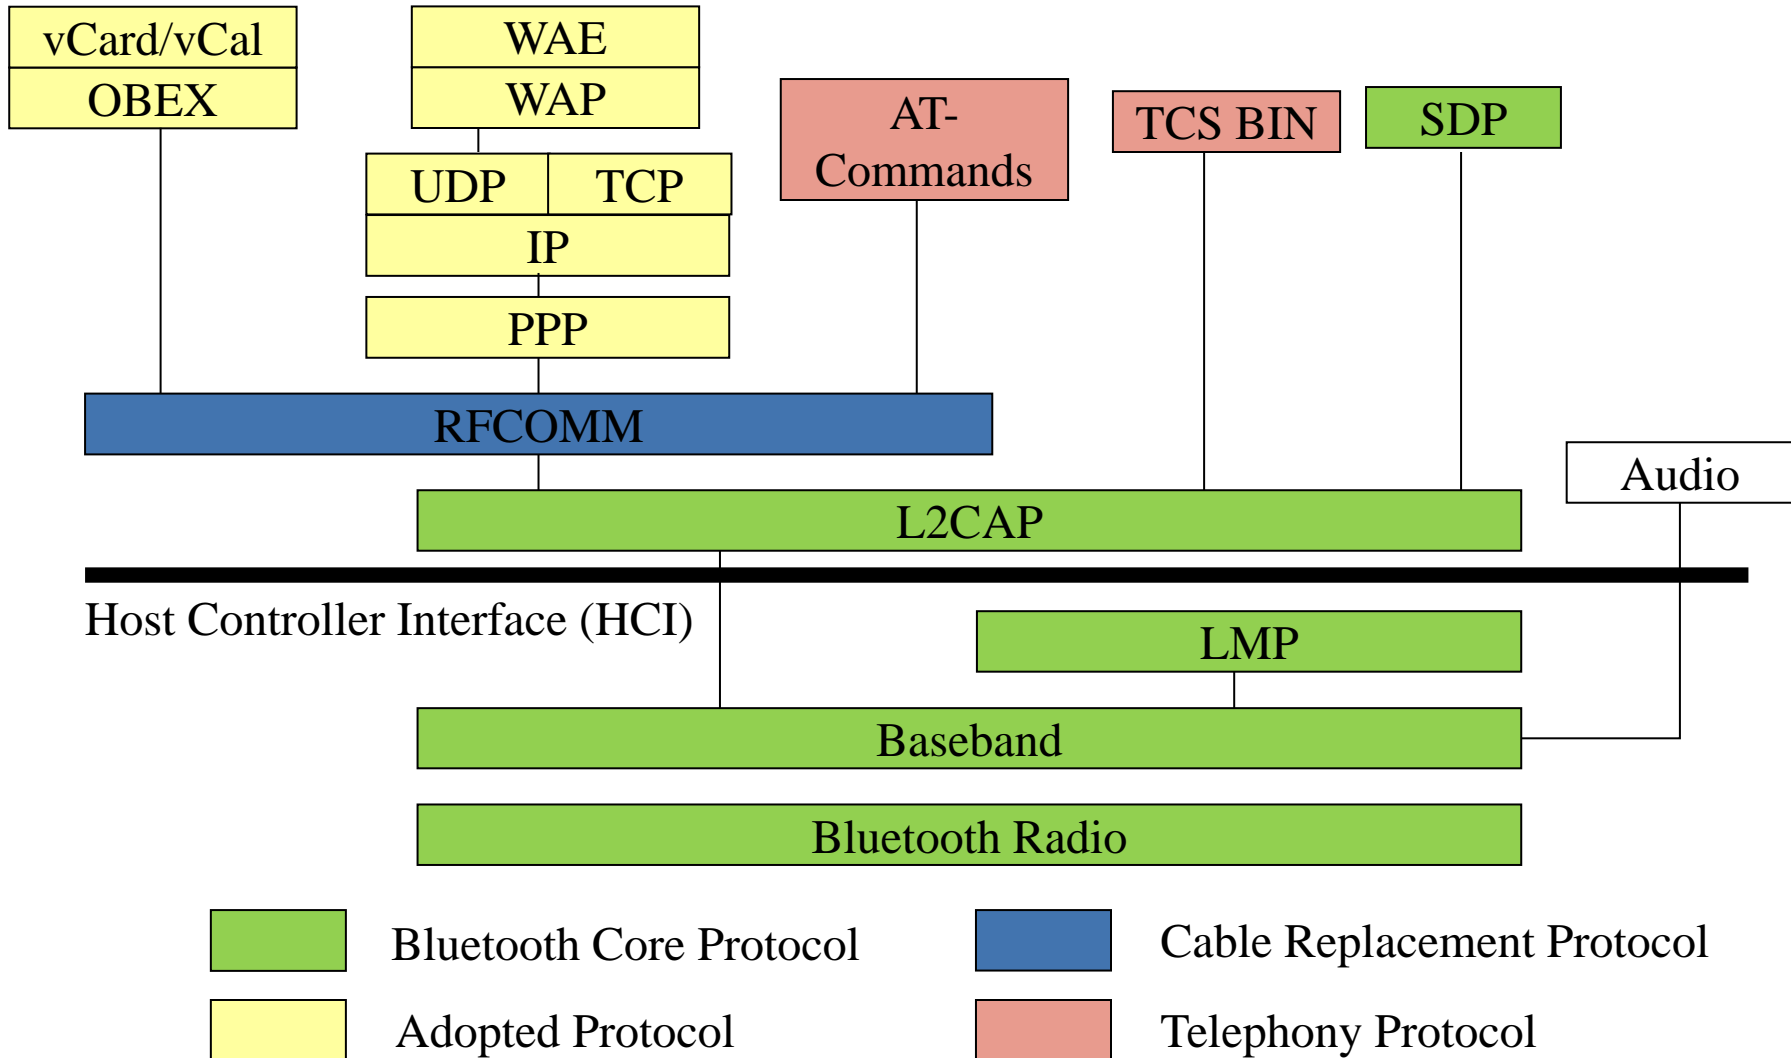 vCard/vCal
OBEX
WAE
WAP
UDP
TCP
IP
PPP
AT-
Commands
TCS BIN
SDP
RFCOMM
L2CAP
Audio
Host Controller Interface (HCI)
LMP
Baseband
Bluetooth Radio
Bluetooth Core Protocol
Cable Replacement Protocol
Adopted Protocol
Telephony Protocol